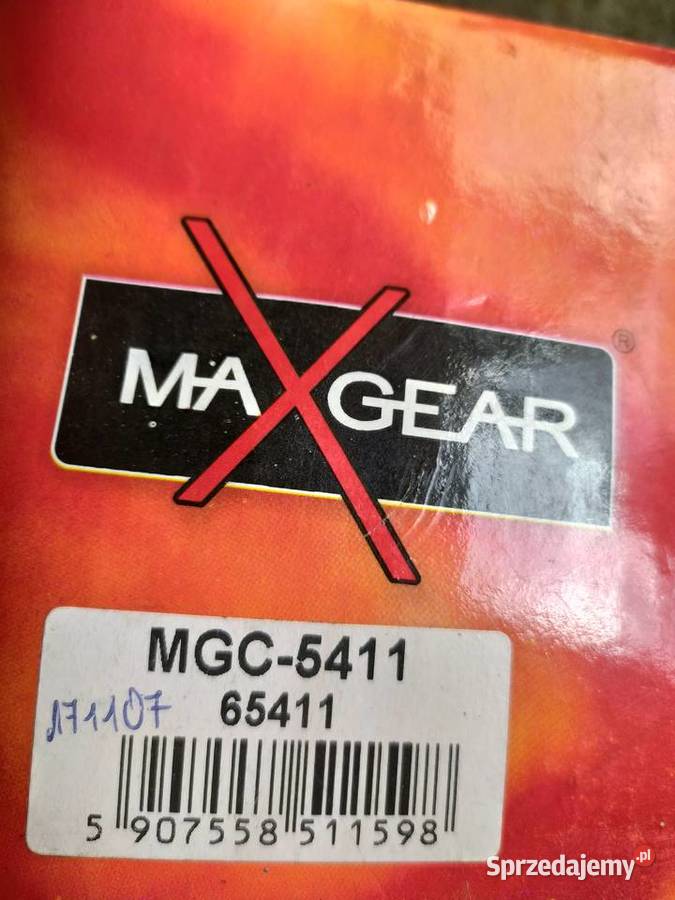 MAXGEAR
®
MGC-5411
171107 65411
5 907558 511598
Sprzedajemy.pl